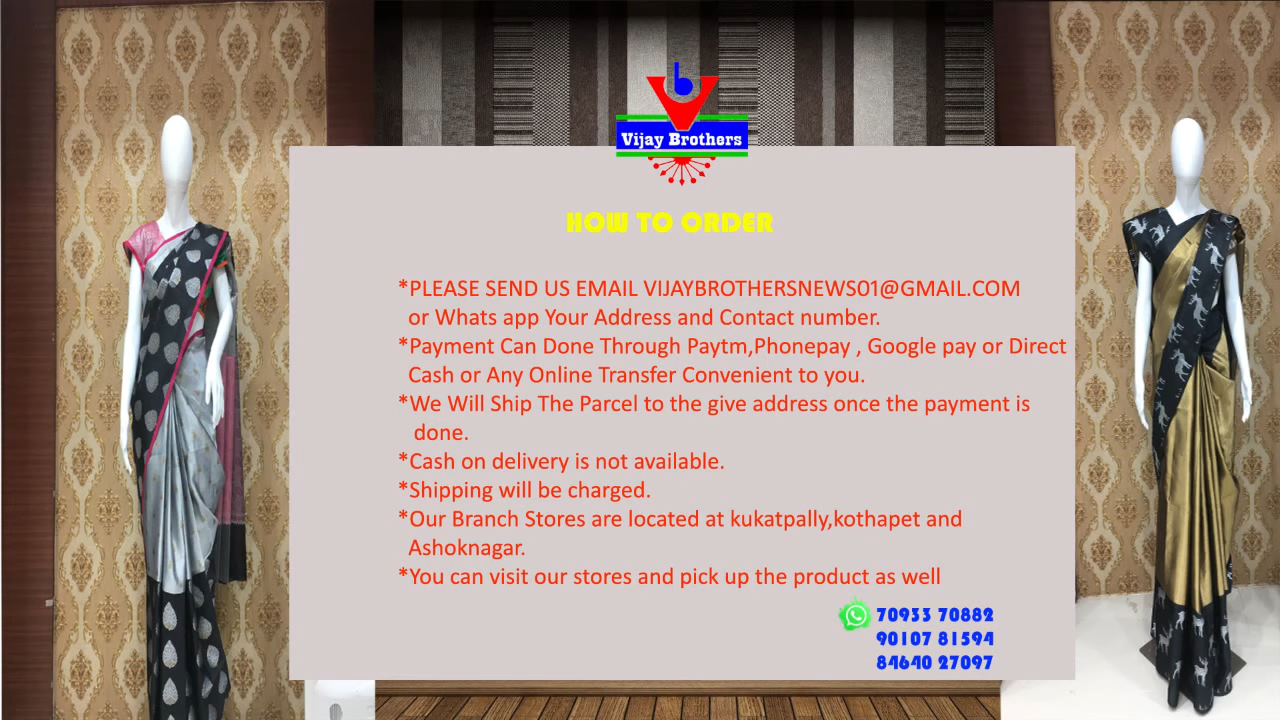 b
Vijay Brothers
HOW TO ORDER
*PLEASE SEND US EMAIL VIJAYBROTHERSNEWS01@GMAIL.COM
or Whats app Your Address and Contact number.
*Payment Can Done Through Paytm,Phonepay , Google pay or Direct
Cash or Any Online Transfer Convenient to you.
*We Will Ship The Parcel to the give address once the payment is
done.
*Cash on delivery is not available.
*Shipping will be charged.
*Our Branch Stores are located at kukatpally,kothapet and
Ashoknagar.
*You can visit our stores and pick up the product as well
70933 70882
90107 81594
84640 27097